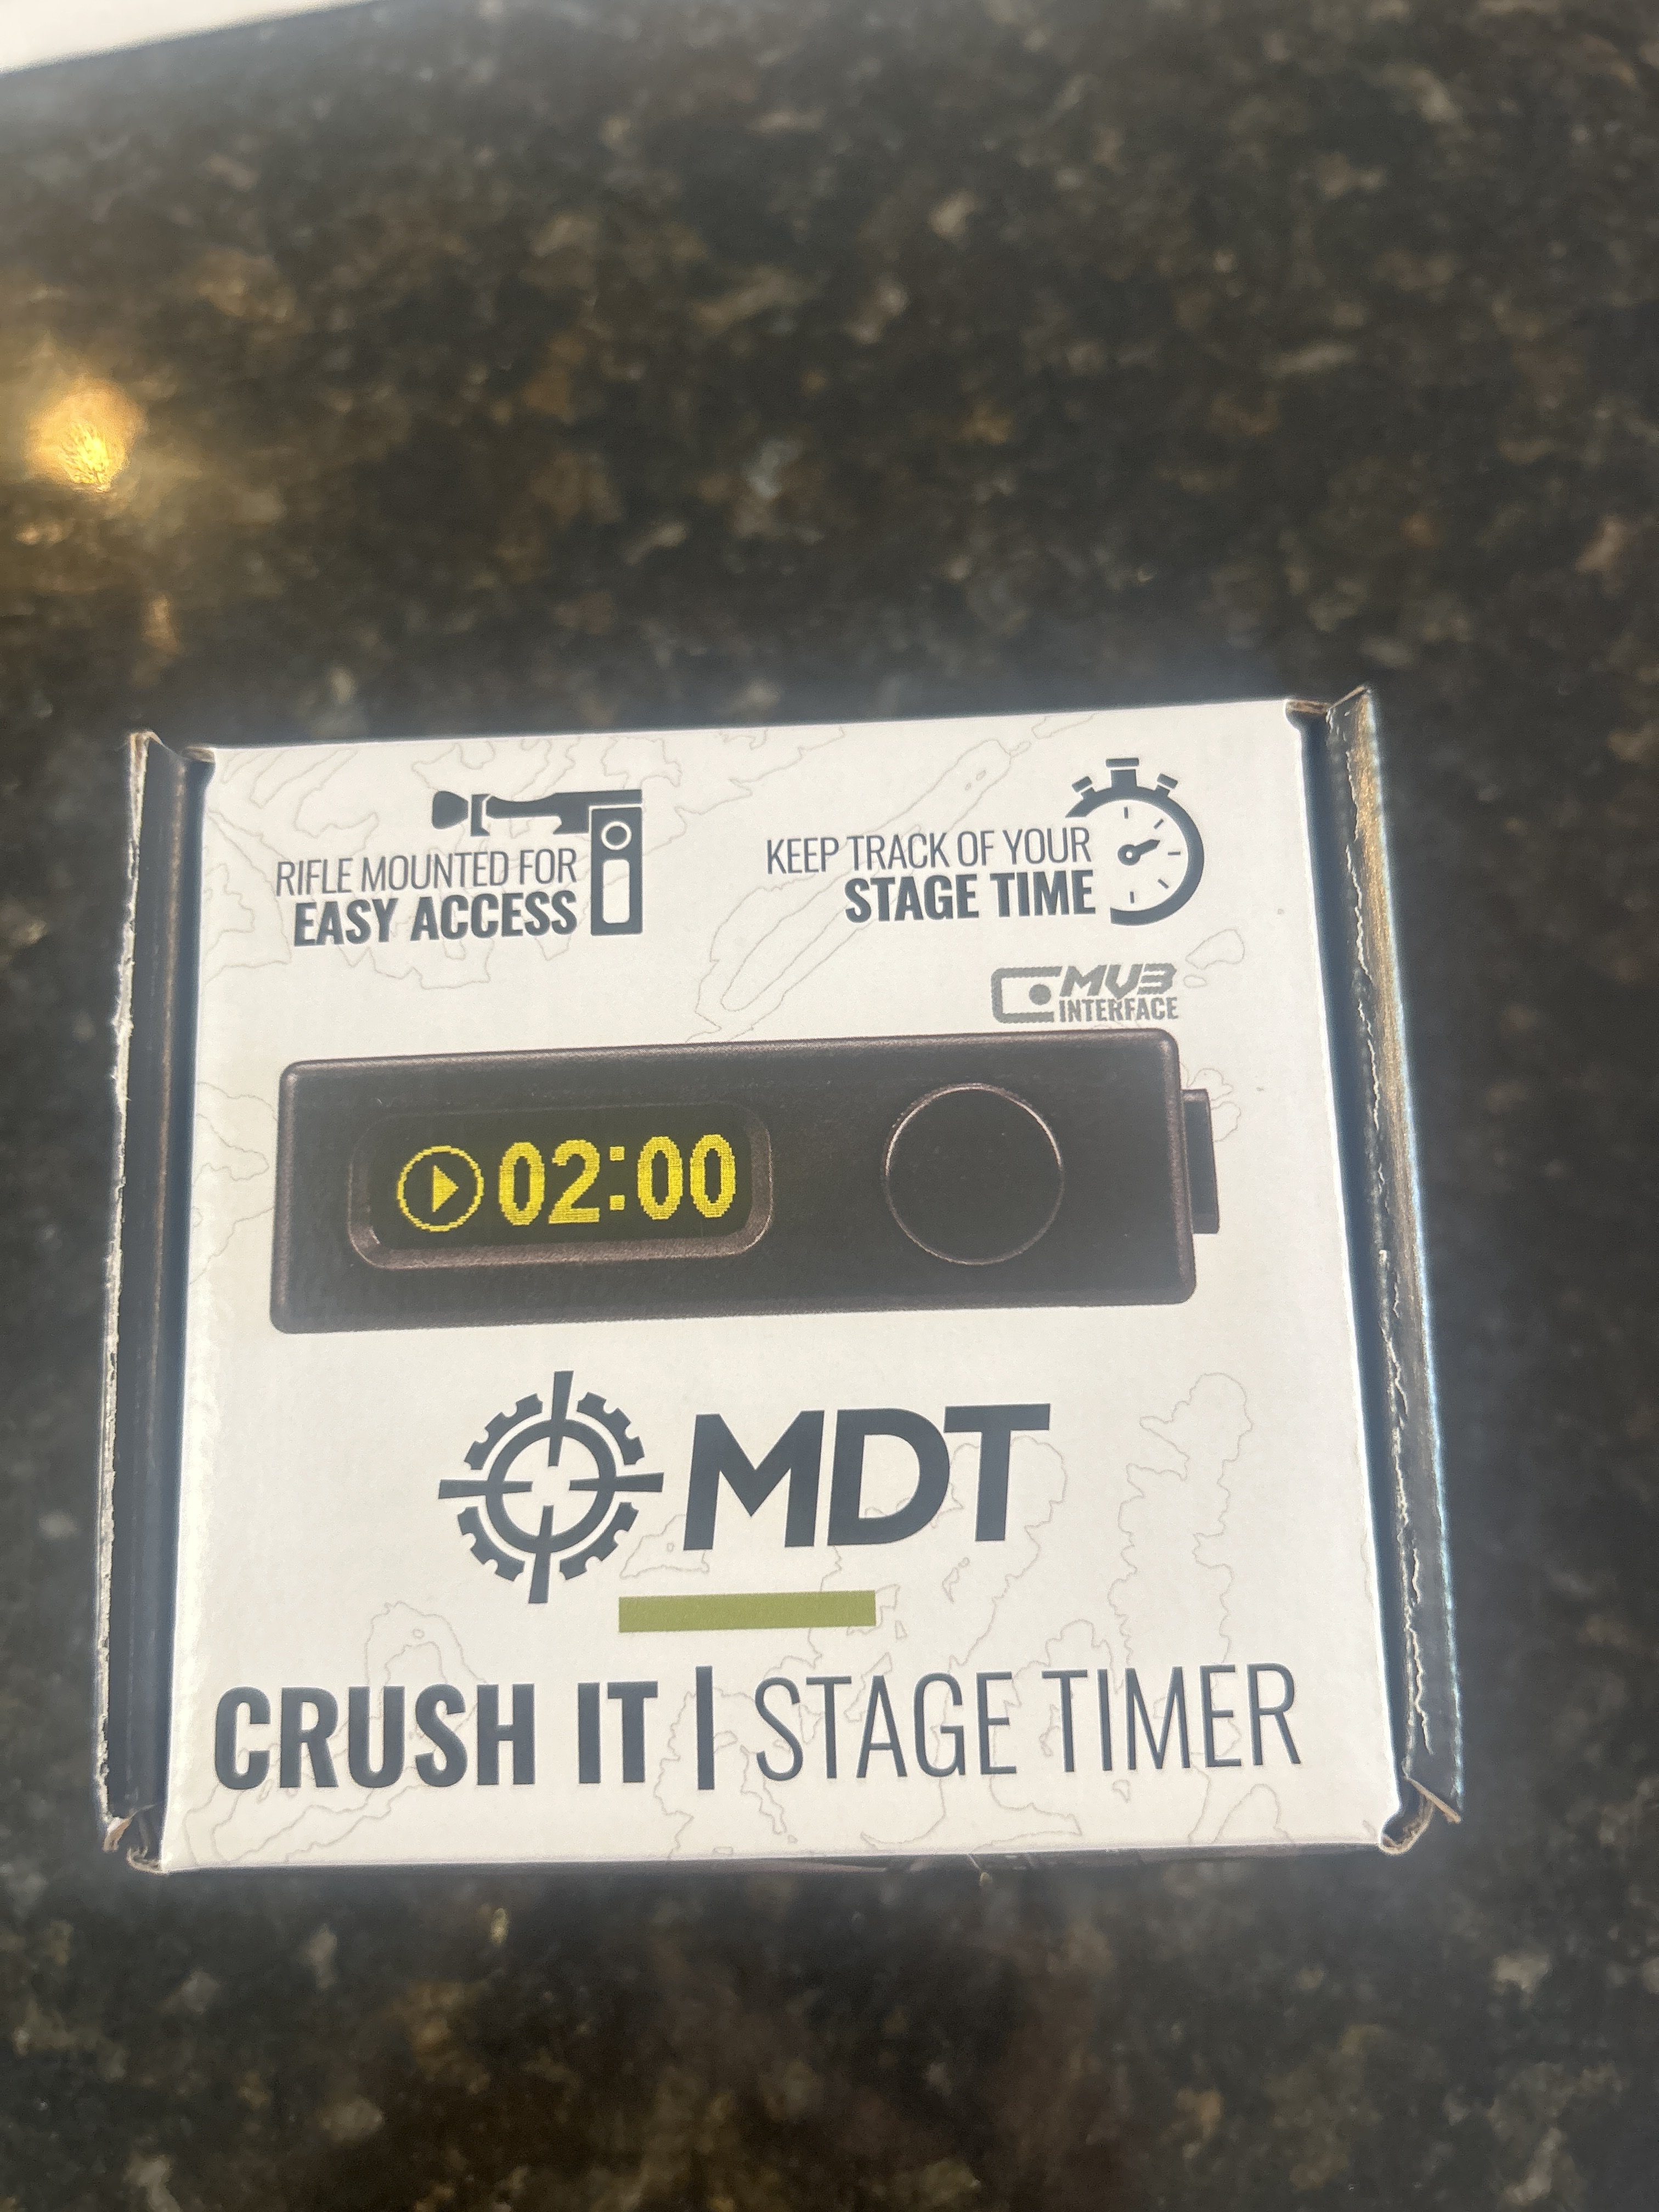 RIFLE MOUNTED FOR
EASY ACCESS
KEEP TRACK OF YOUR
STAGE TIME
MV3
INTERFACE
02:00
MDT
CRUSH IT | STAGE TIMER